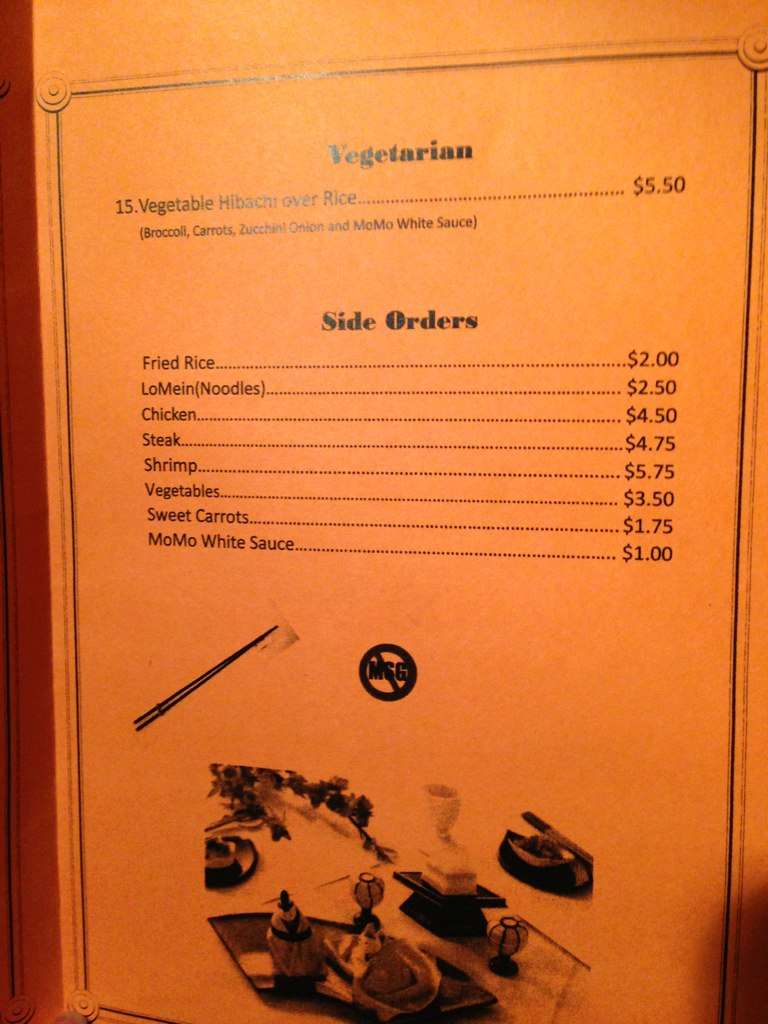 Vegetarian
15.Vegetable Hibachi over Rice.......................................................... $5.50
(Broccoli, Carrots, Zucchini Onion and MoMo White Sauce)
Side Orders
Fried Rice....................................................................................$2.00
LoMein(Noodles)......................................................................... $2.50
Chicken.......................................................................................$4.50
Steak..........................................................................................$4.75
Shrimp........................................................................................$5.75
Vegetables.................................................................................. $3.50
Sweet Carrots............................................................................$1.75
MoMo White Sauce................................................................... $1.00
MSG